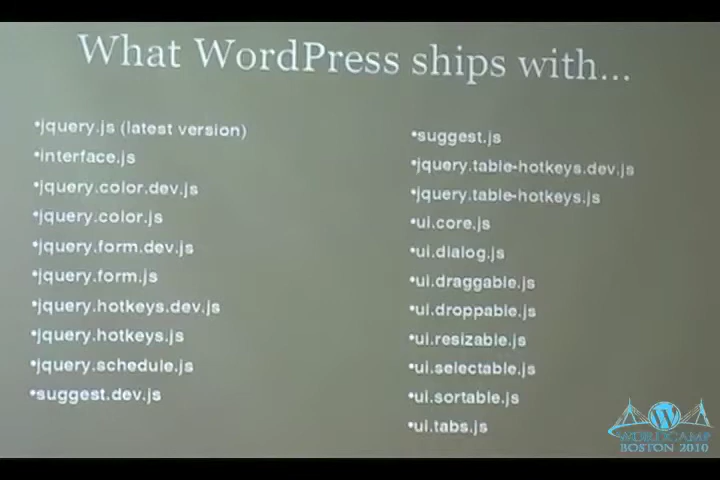 What WordPress ships with...
•jquery.js (latest version)
•interface.js
•jquery.color.dev.js
•jquery.color.js
•jquery.form.dev.js
•jquery.form.js
•jquery.hotkeys.dev.js
•jquery.hotkeys.js
•jquery.schedule.js
•suggest.dev.js
•suggest.js
•jquery.table-hotkeys.dev.js
•jquery.table-hotkeys.js
•ui.core.js
•ui.dialog.js
•ui.draggable.js
•ui.droppable.js
•ui.resizable.js
•ui.selectable.js
•ui.sortable.js
•ui.tabs.js
WORDCAMP
BOSTON 2010